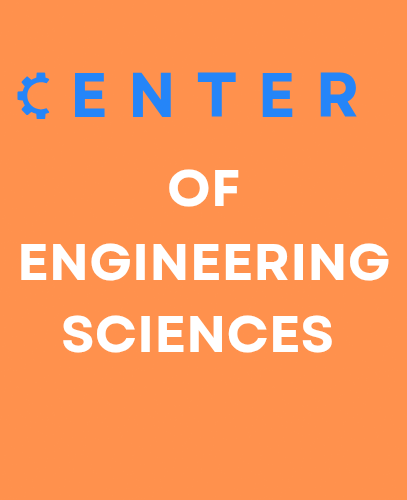 CENTER
OF
ENGINEERING
SCIENCES